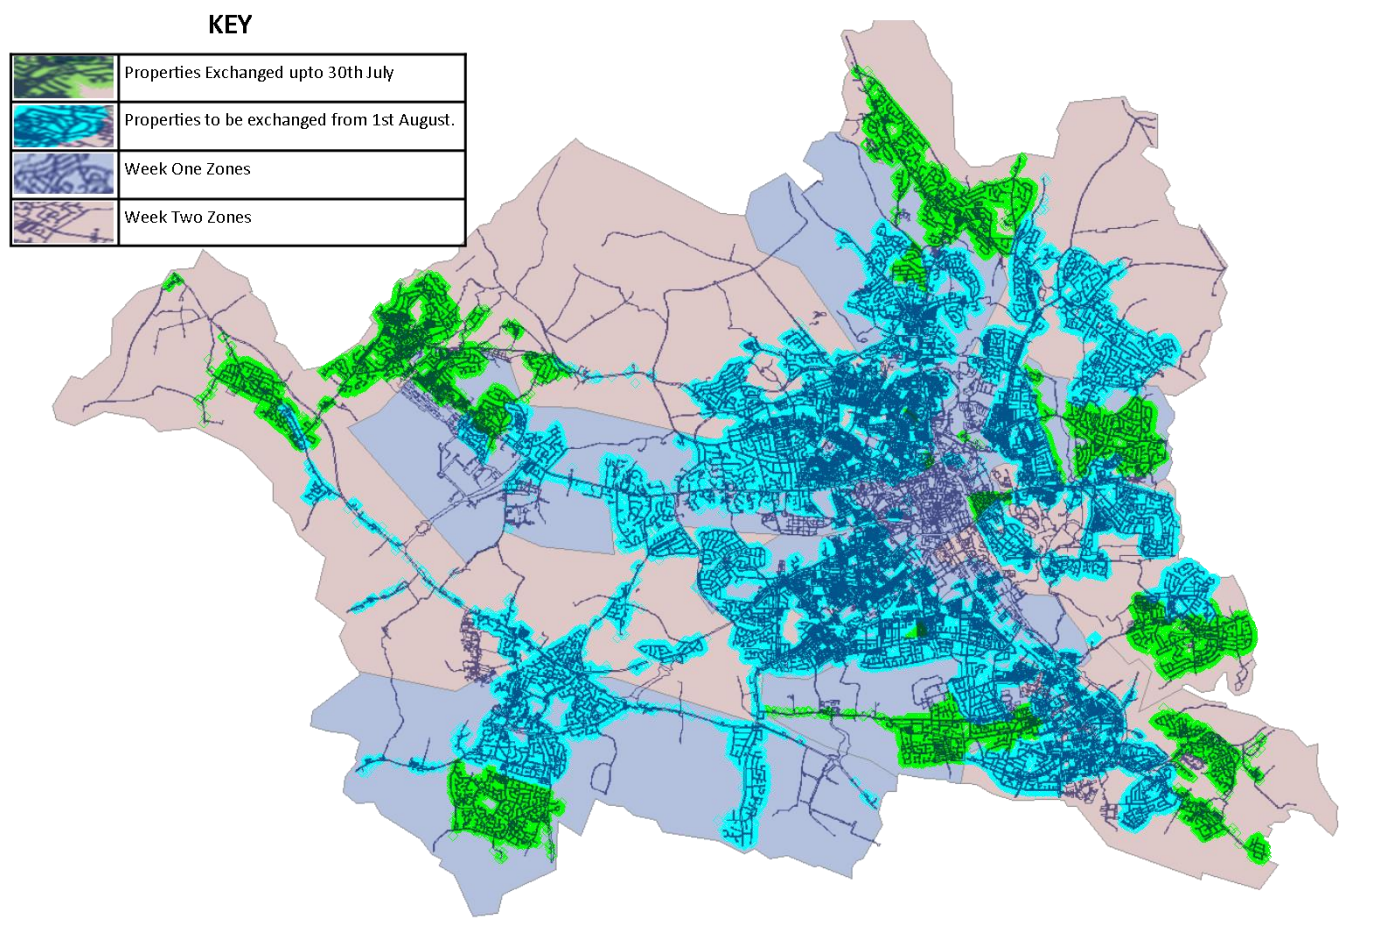 KEY
Properties Exchanged upto 30th July
Properties to be exchanged from 1st August.
Week One Zones
Week Two Zones